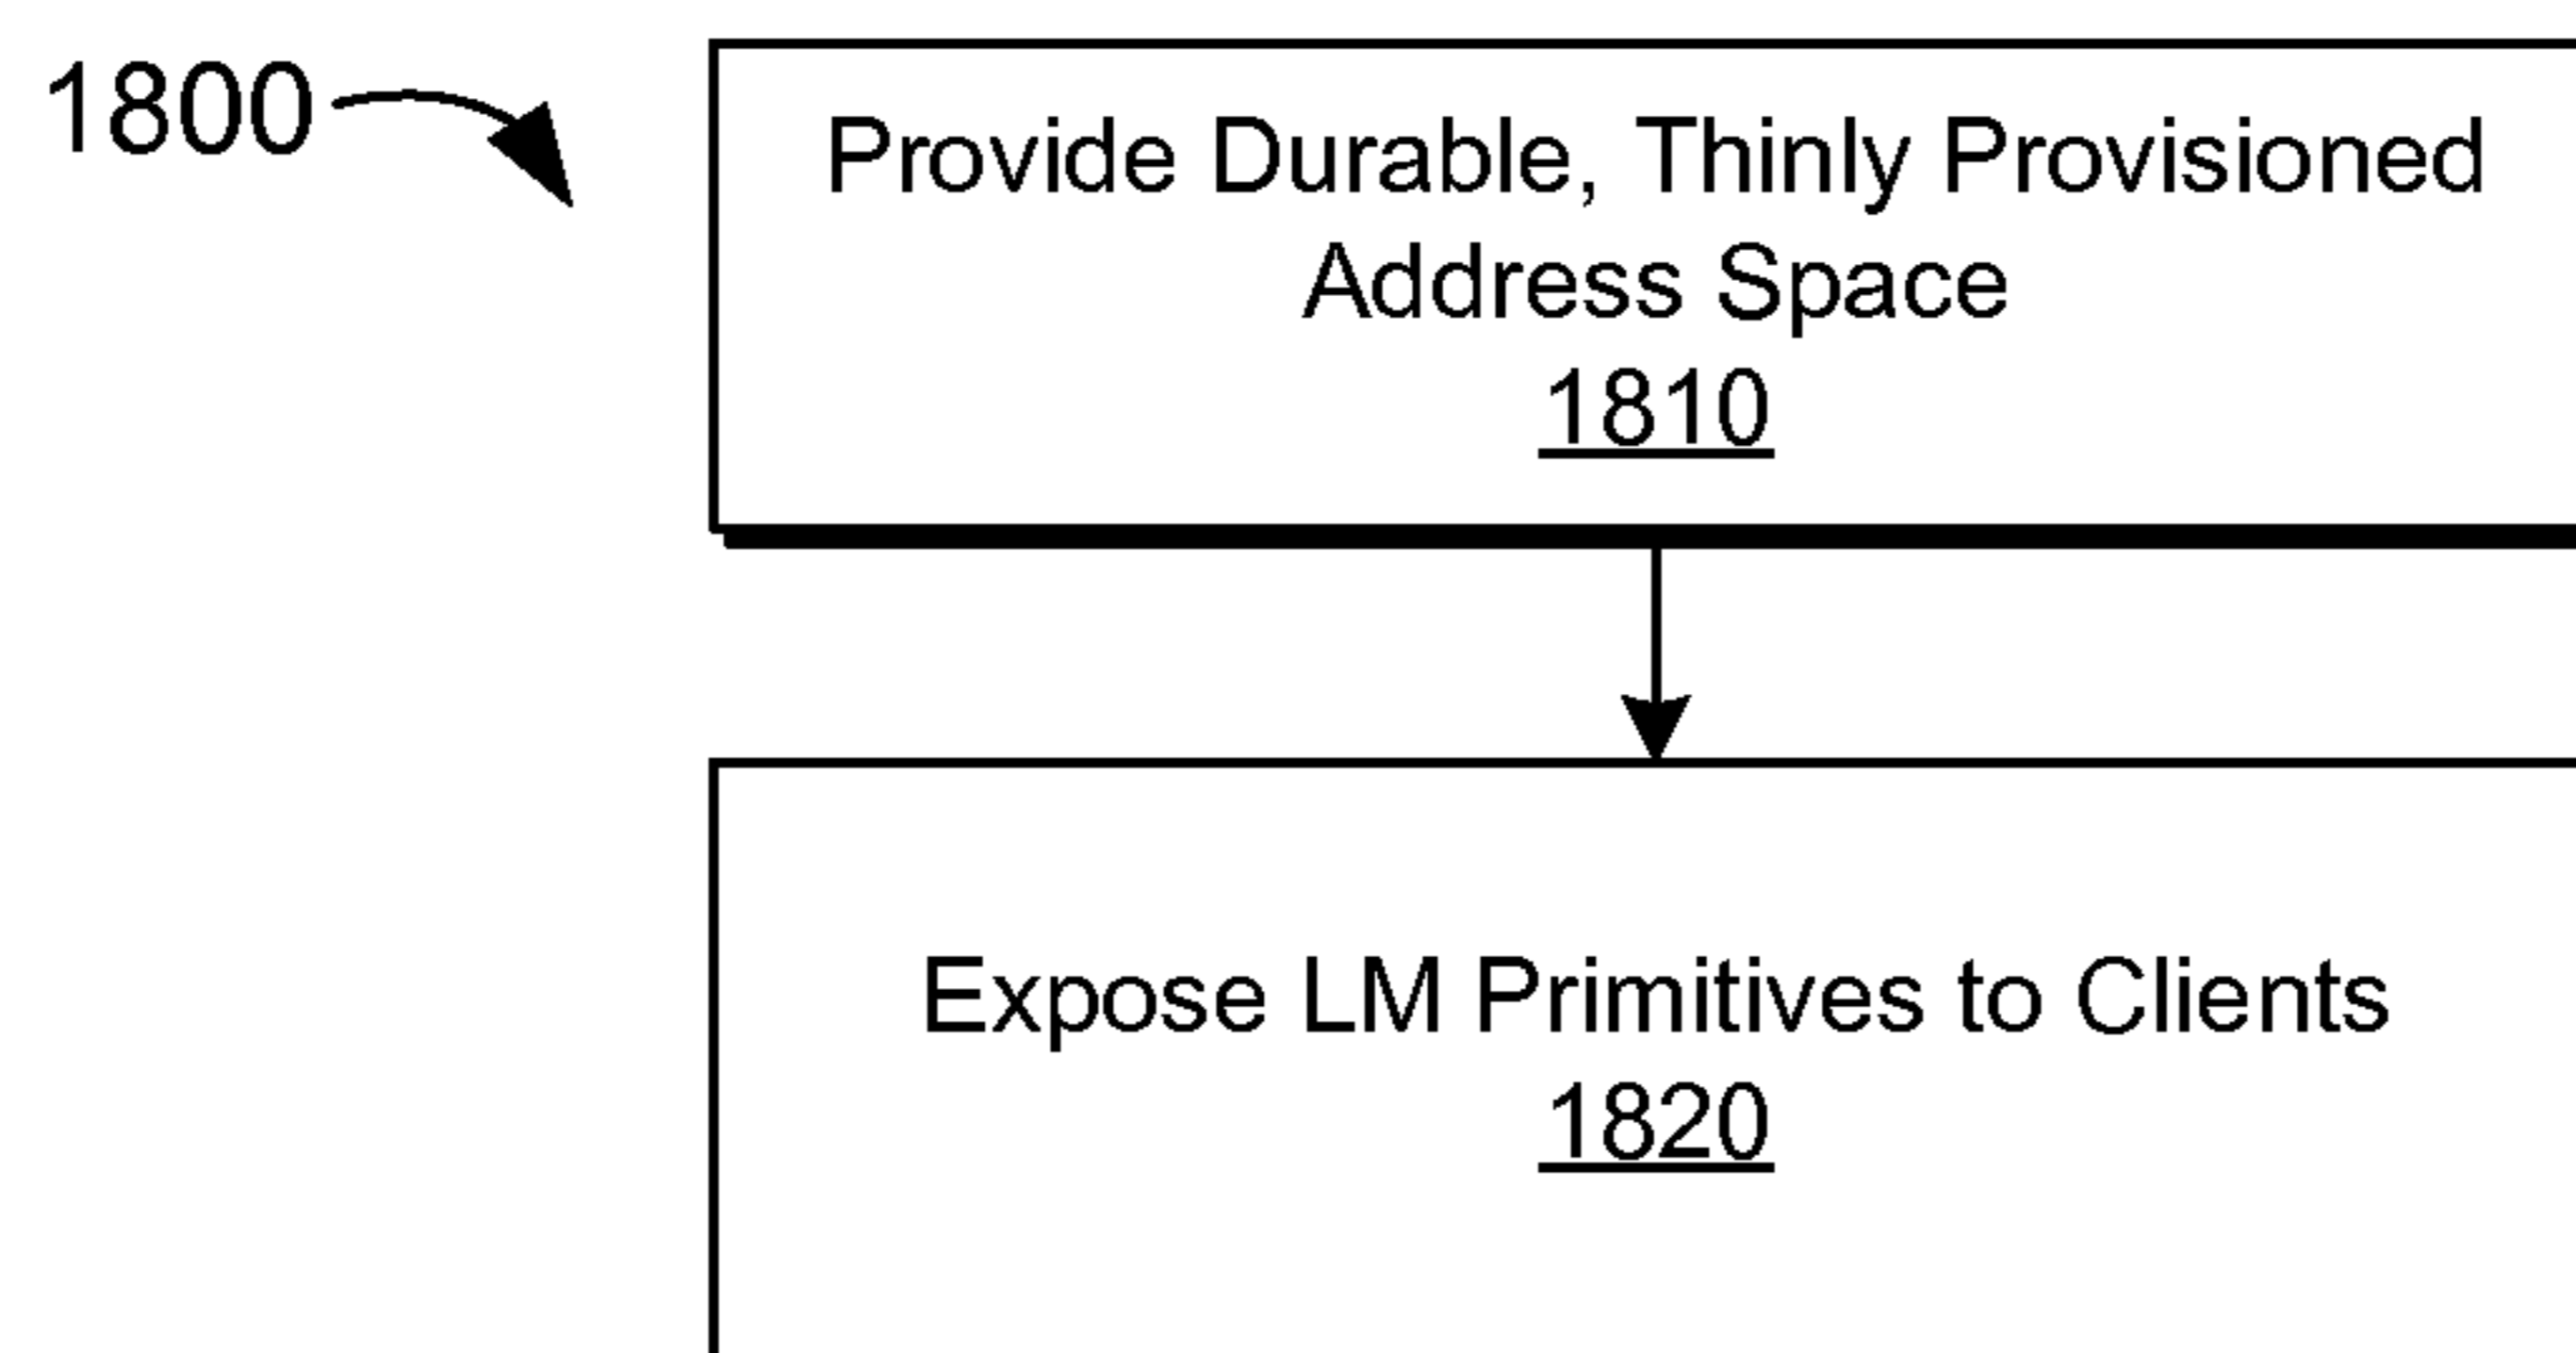 1800
Provide Durable, Thinly Provisioned
Address Space
1810
Expose LM Primitives to Clients
1820